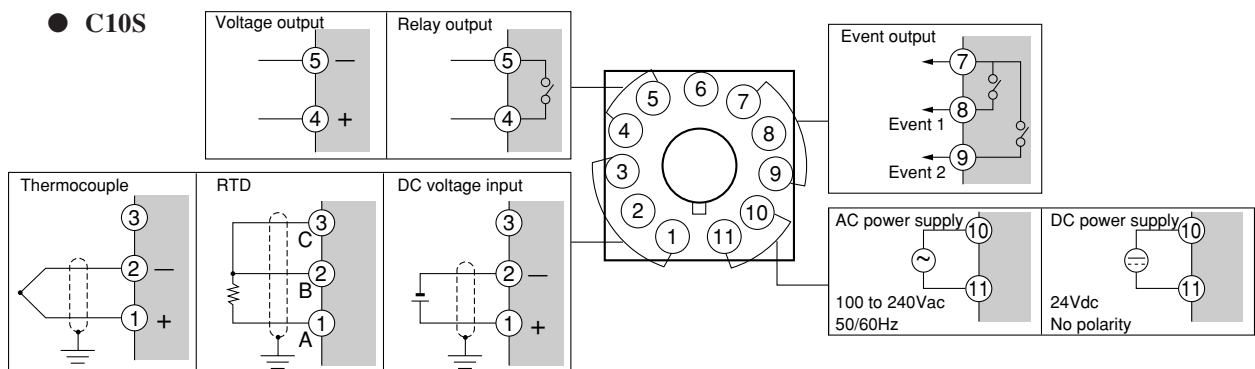 ● C10S
Voltage output
5 —
4 +
Relay output
5
4
5 6 7
4 8
3 9
2 10
1 11
Event output
7
8
Event 1
9
Event 2
Thermocouple
3
2 —
1 +
RTD
3
C
2
B
1
A
DC voltage input
3
2 —
1 +
AC power supply
10
~
11
100 to 240Vac
50/60Hz
DC power supply
10
11
24Vdc
No polarity